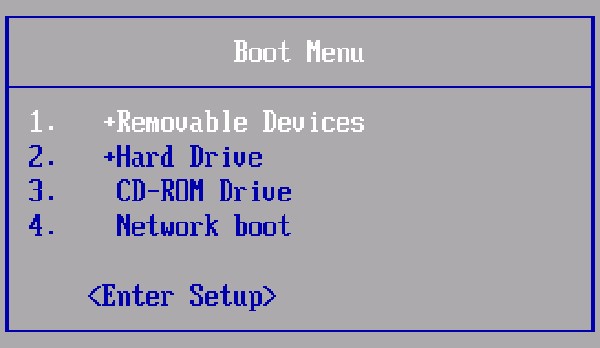 Boot Menu
1. +Removable Devices
2. +Hard Drive
3. CD-ROM Drive
4. Network boot
<Enter Setup>